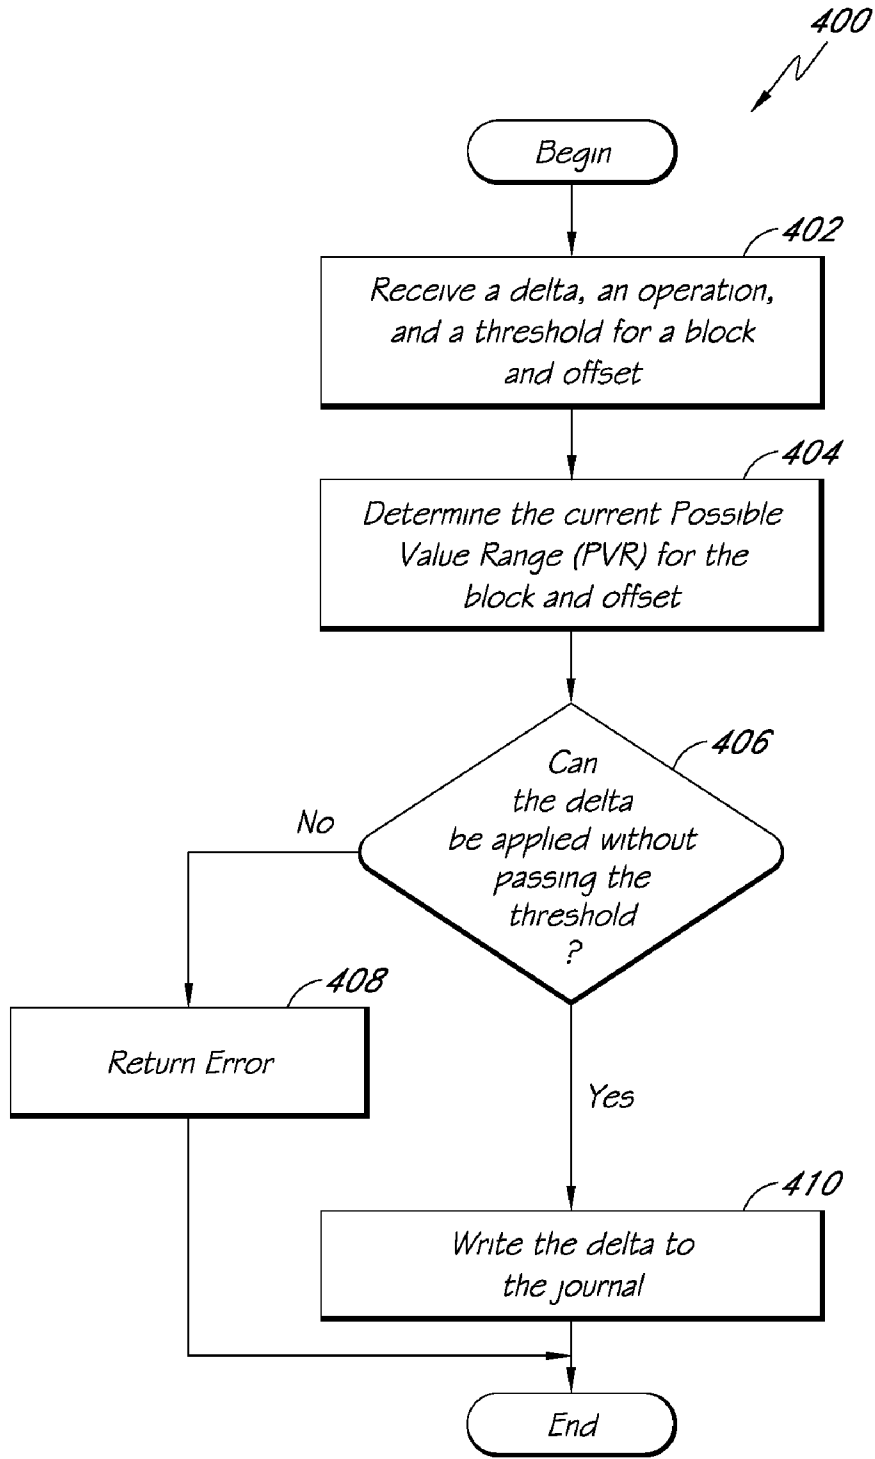 400
Begin
402
Receive a delta, an operation,
and a threshold for a block
and offset
404
Determine the current Possible
Value Range (PVR) for the
block and offset
406
Can
the delta
be applied without
passing the
threshold
?
No
408
Return Error
Yes
410
Write the delta to
the journal
End